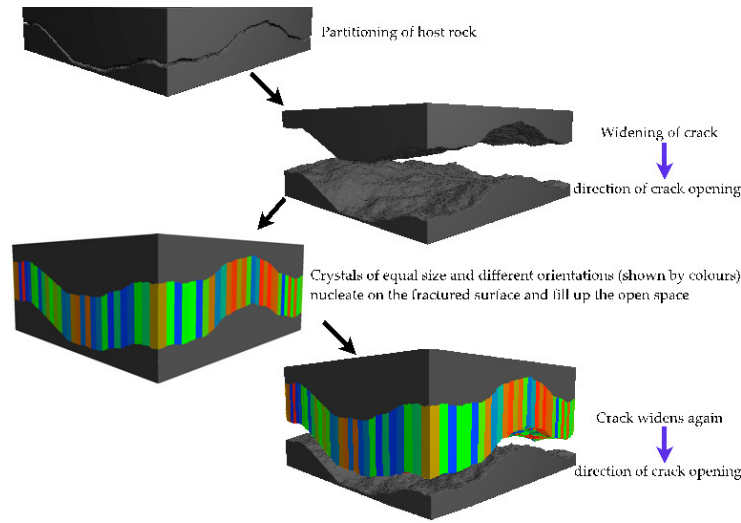 Partitioning of host rock
Widening of crack
direction of crack opening
Crystals of equal size and different orientations (shown by colours)
nucleate on the fractured surface and fill up the open space
Crack widens again
direction of crack opening